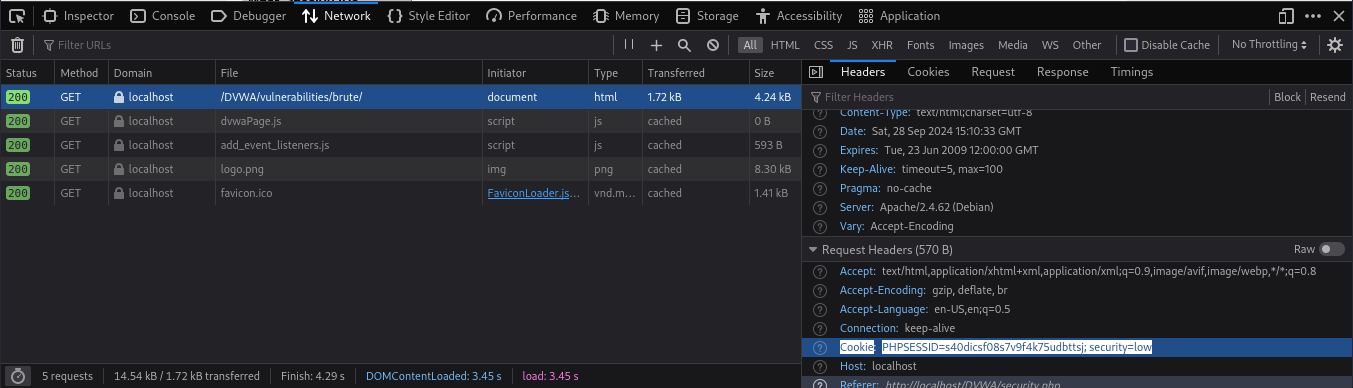 Inspector Console Debugger Network Style Editor Performance Memory Storage Accessibility Application
Filter URLs All HTML CSS JS XHR Fonts Images Media WS Other Disable Cache No Throttling
Status Method Domain File Initiator Type Transferred Size
200 GET localhost /DVWA/vulnerabilities/brute/ document html 1.72 kB 4.24 kB
200 GET localhost dvwaPage.js script js cached 0 B
200 GET localhost add_event_listeners.js script js cached 593 B
200 GET localhost logo.png img png cached 8.30 kB
200 GET localhost favicon.ico FaviconLoader.js... vnd.m... cached 1.41 kB
5 requests 14.54 kB / 1.72 kB transferred Finish: 4.29 s DOMContentLoaded: 3.45 s load: 3.45 s
Headers Cookies Request Response Timings
Filter Headers Block Resend
Content-Type: text/html;charset=utf-8
Date: Sat, 28 Sep 2024 15:10:33 GMT
Expires: Tue, 23 Jun 2009 12:00:00 GMT
Keep-Alive: timeout=5, max=100
Pragma: no-cache
Server: Apache/2.4.62 (Debian)
Vary: Accept-Encoding
Request Headers (570 B) Raw
Accept: text/html,application/xhtml+xml,application/xml;q=0.9,image/avif,image/webp,*/*;q=0.8
Accept-Encoding: gzip, deflate, br
Accept-Language: en-US,en;q=0.5
Connection: keep-alive
Cookie: PHPSESSID=s40dicsf08s7v9f4k75udbttsj; security=low
Host: localhost
Referer: http://localhost/DVWA/security.php